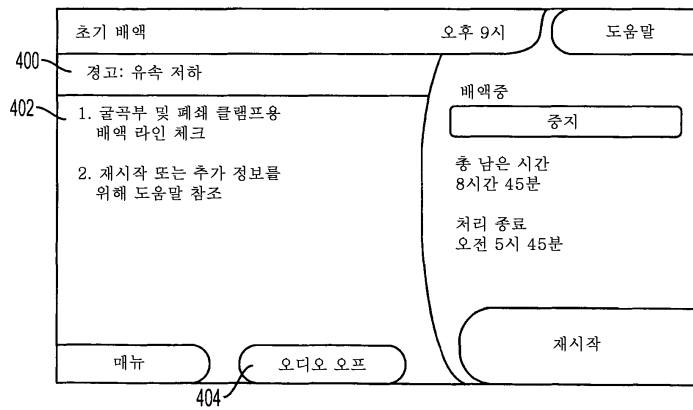 초기 배액
오후 9시
도움말
400
경고: 유속 저하
402
1. 굴곡부 및 폐쇄 클램프용
배액 라인 체크
2. 재시작 또는 추가 정보를
위해 도움말 참조
배액중
중지
총 남은 시간
8시간 45분
처리 종료
오전 5시 45분
매뉴
오디오 오프
404
재시작